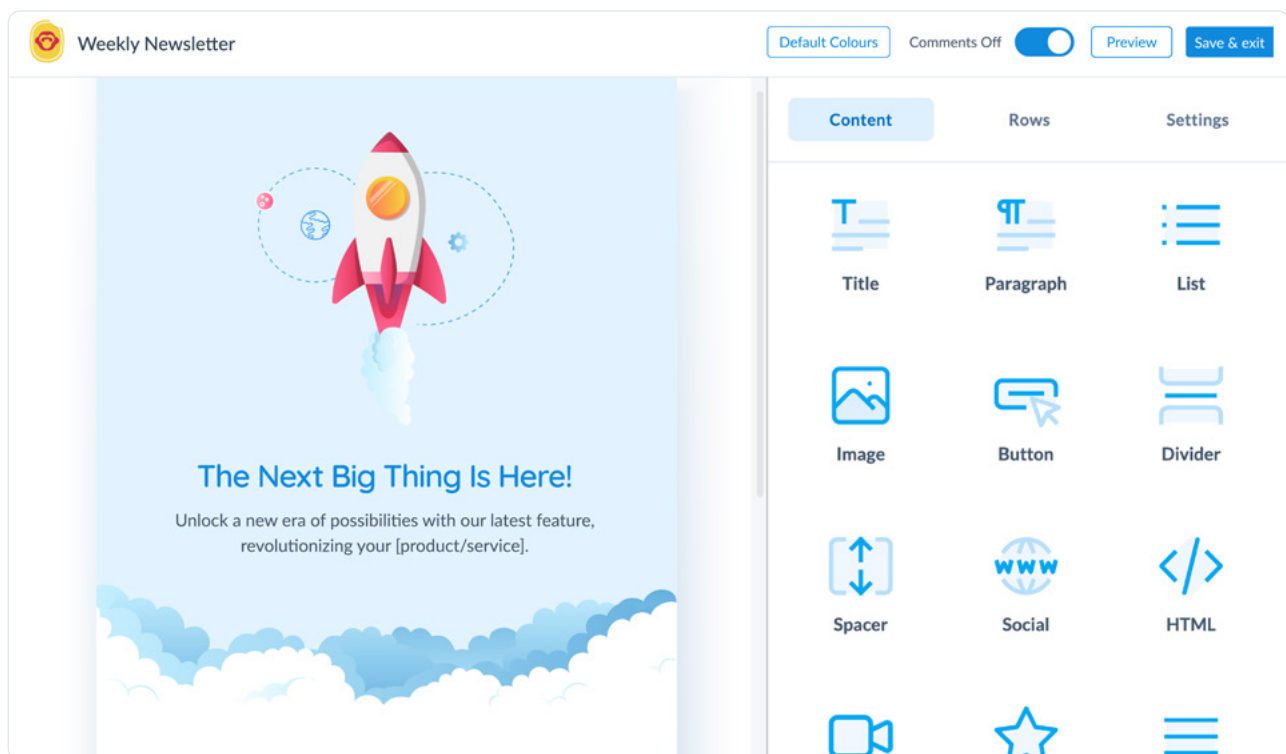 Weekly Newsletter
Default Colours
Comments Off
Preview
Save & exit
The Next Big Thing Is Here!
Unlock a new era of possibilities with our latest feature,
revolutionizing your [product/service].
Content
Rows
Settings
Title
Paragraph
List
Image
Button
Divider
Spacer
www
Social
HTML